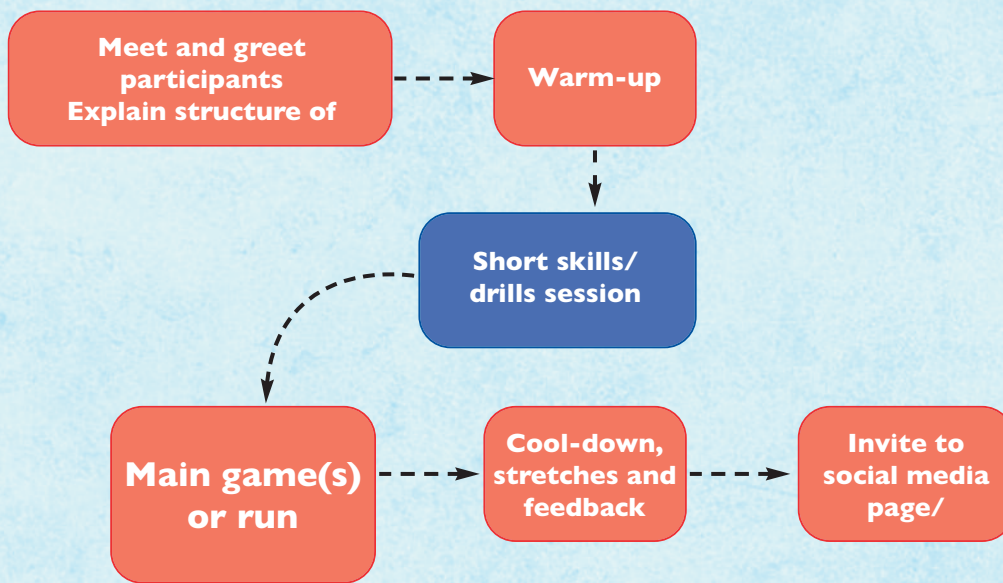 Meet and greet
participants
Explain structure of
Warm-up
Short skills/
drills session
Main game(s)
or run
Cool-down,
stretches and
feedback
Invite to
social media
page/